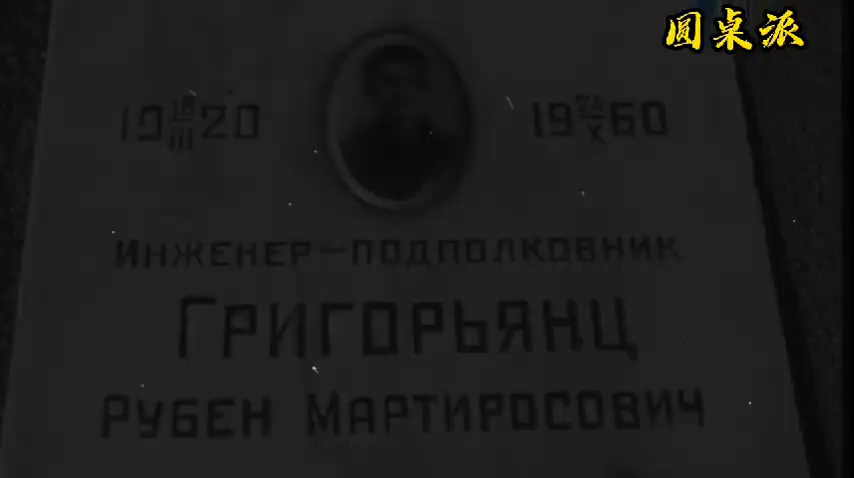 圆桌派
19 18/III 20
19 24/X 60
Инженер-подполковник
Григорьянц
Рубен Мартиросович